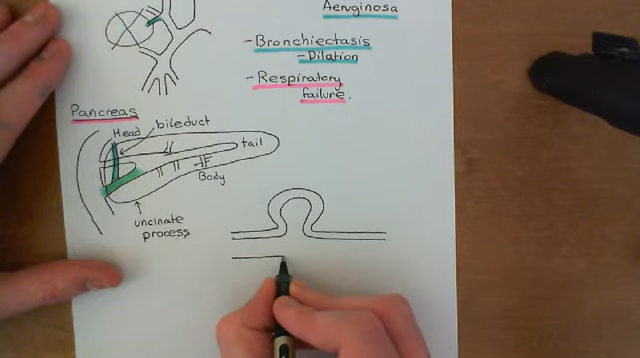 Aeruginosa
- Bronchiectasis
- Dilation
- Respiratory
failure.
Pancreas
Head
bileduct
tail
Body
uncinate
process